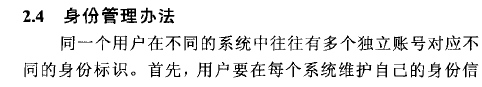 2.4 身份管理办法
同一个用户在不同的系统中往往有多个独立账号对应不
同的身份标识。首先,用户要在每个系统维护自己的身份信